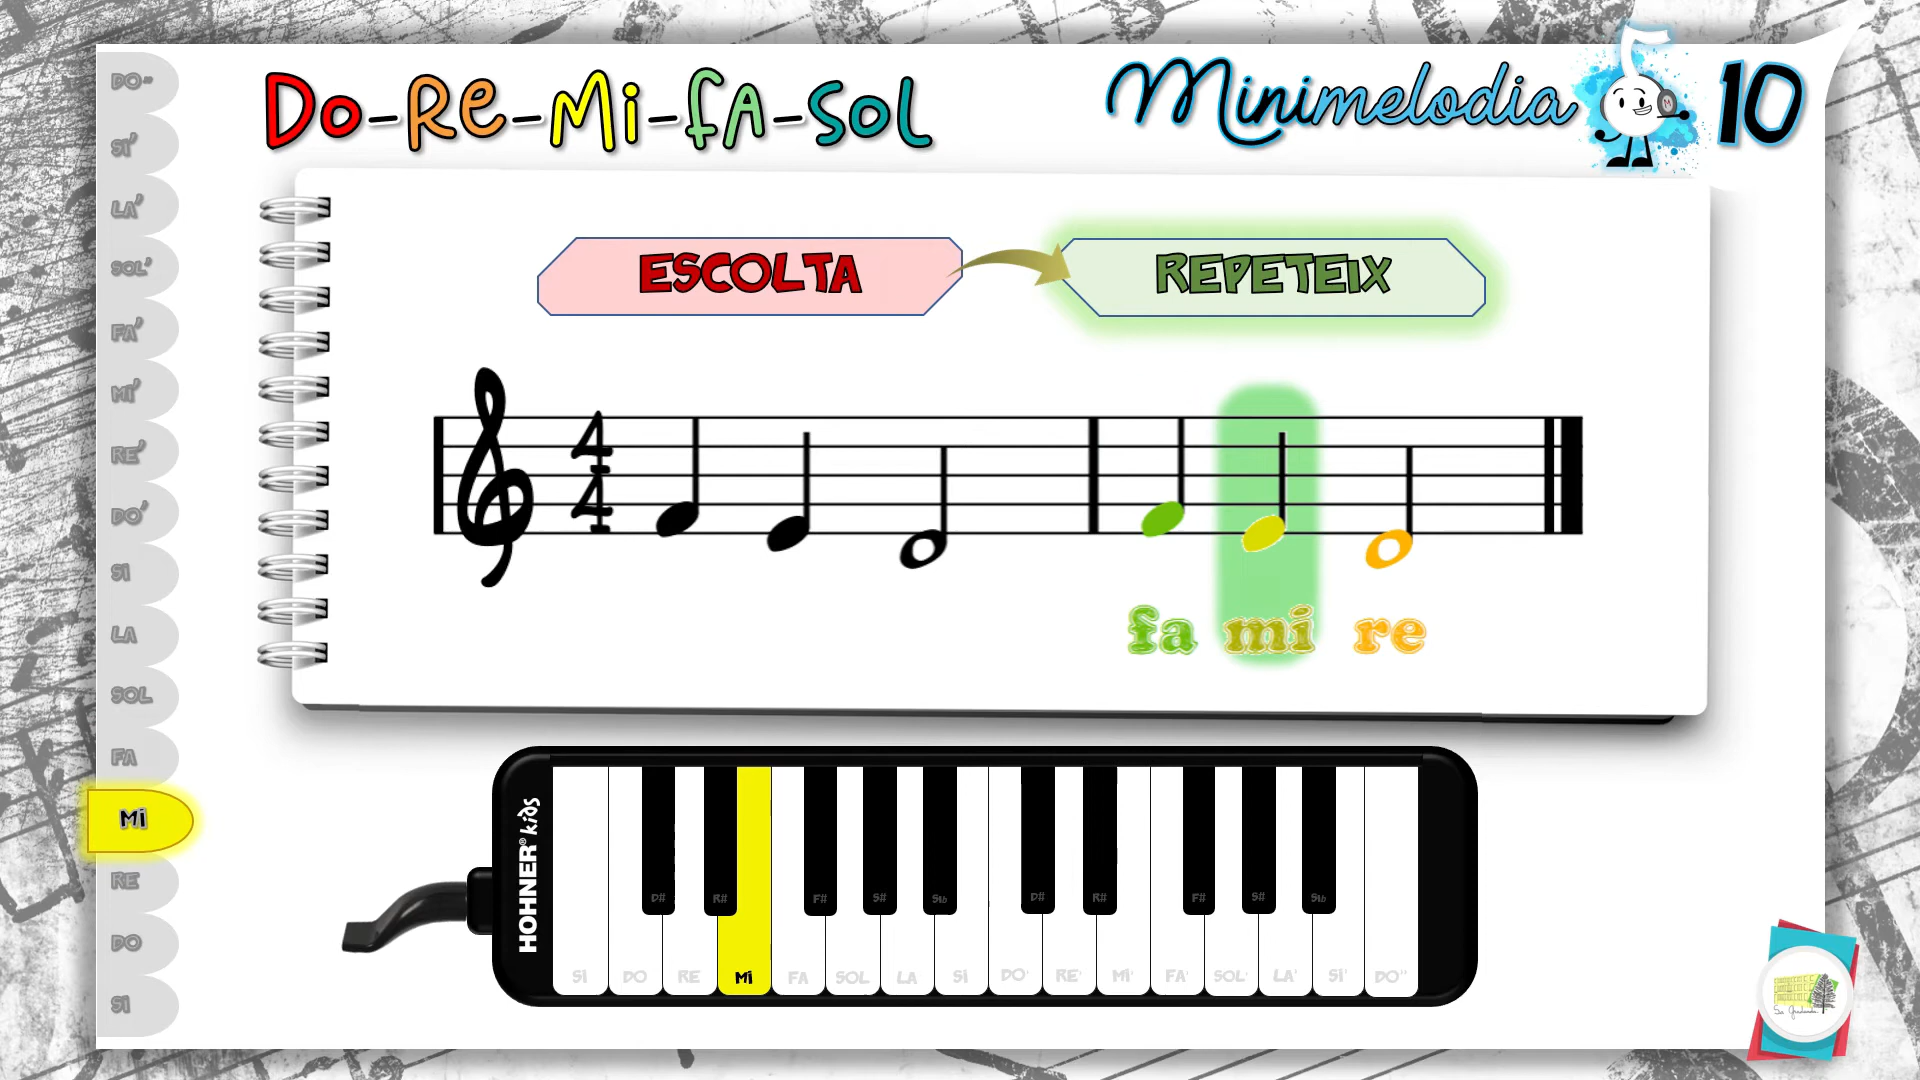 Do-Re-Mi-fA-Sol
Minimelodia 10
ESCOLTA
REPETEIX
4
4
fa mi re
DO''
SI'
LA'
SOL'
FA'
MI'
RE'
DO'
SI
LA
SOL
FA
Mi
RE
DO
SI
HOHNER® kids
D# R# F# S# SIb D# R# F# S# SIb
SI DO RE Mi FA SOL LA SI DO' RE' MI' FA' SOL' LA' SI' DO''